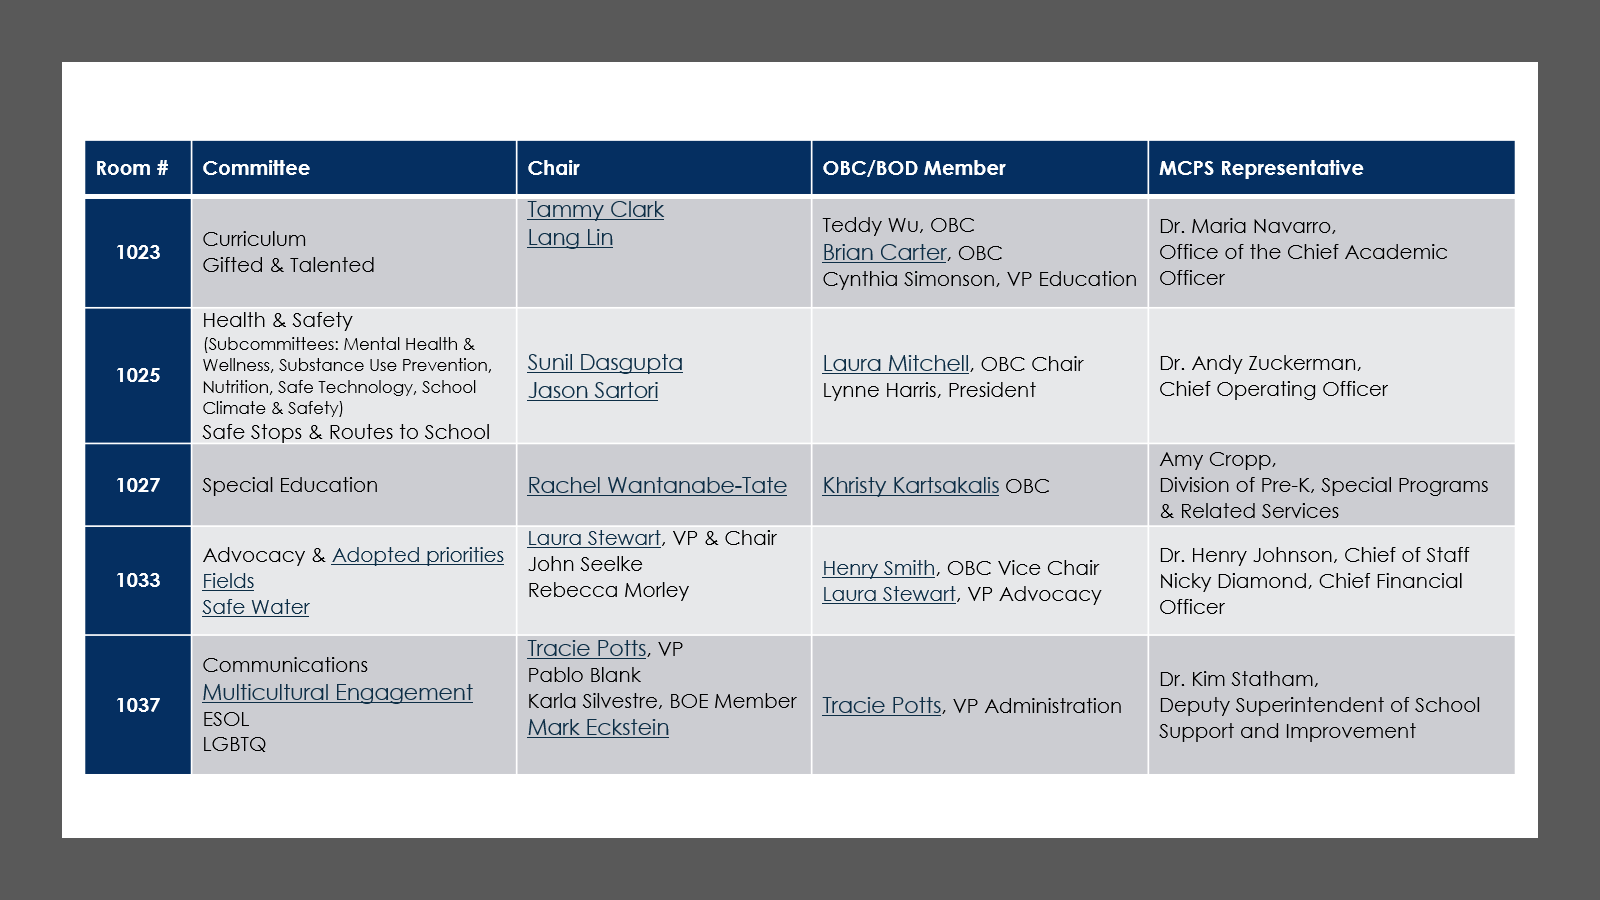 Room # Committee Chair OBC/BOD Member MCPS Representative
1023
Curriculum
Gifted & Talented
Tammy Clark
Lang Lin
Teddy Wu, OBC
Brian Carter, OBC
Cynthia Simonson, VP Education
Dr. Maria Navarro,
Office of the Chief Academic
Officer
1025
Health & Safety
(Subcommittees: Mental Health &
Wellness, Substance Use Prevention,
Nutrition, Safe Technology, School
Climate & Safety)
Safe Stops & Routes to School
Sunil Dasgupta
Jason Sartori
Laura Mitchell, OBC Chair
Lynne Harris, President
Dr. Andy Zuckerman,
Chief Operating Officer
1027
Special Education
Rachel Wantanabe-Tate
Khristy Kartsakalis OBC
Amy Cropp,
Division of Pre-K, Special Programs
& Related Services
1033
Advocacy & Adopted priorities
Fields
Safe Water
Laura Stewart, VP & Chair
John Seelke
Rebecca Morley
Henry Smith, OBC Vice Chair
Laura Stewart, VP Advocacy
Dr. Henry Johnson, Chief of Staff
Nicky Diamond, Chief Financial
Officer
1037
Communications
Multicultural Engagement
ESOL
LGBTQ
Tracie Potts, VP
Pablo Blank
Karla Silvestre, BOE Member
Mark Eckstein
Tracie Potts, VP Administration
Dr. Kim Statham,
Deputy Superintendent of School
Support and Improvement